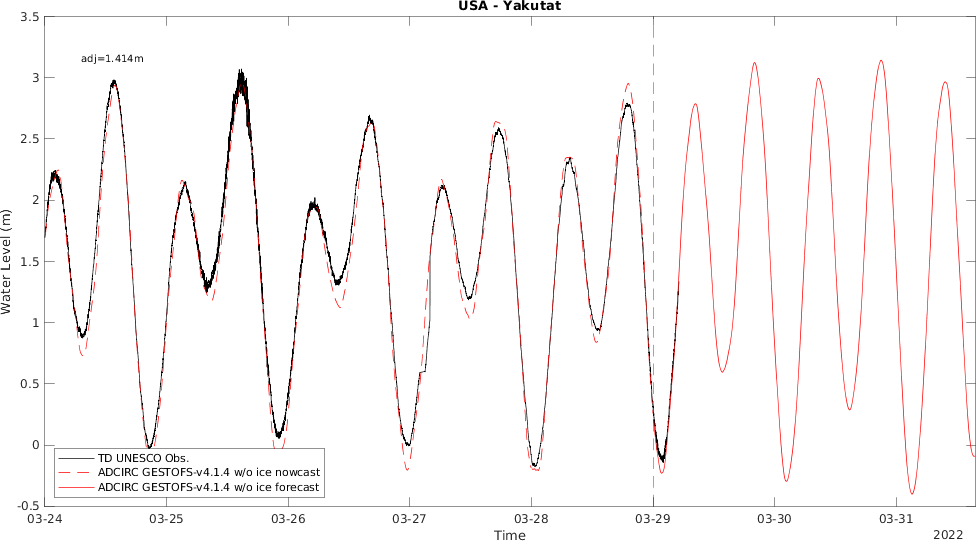 USA - Yakutat
adj=1.414m
3.5
3
2.5
2
1.5
1
0.5
0
-0.5
Water Level (m)
TD UNESCO Obs.
ADCIRC GESTOFS-v4.1.4 w/o ice nowcast
ADCIRC GESTOFS-v4.1.4 w/o ice forecast
03-24 03-25 03-26 03-27 03-28 03-29 03-30 03-31
Time
2022